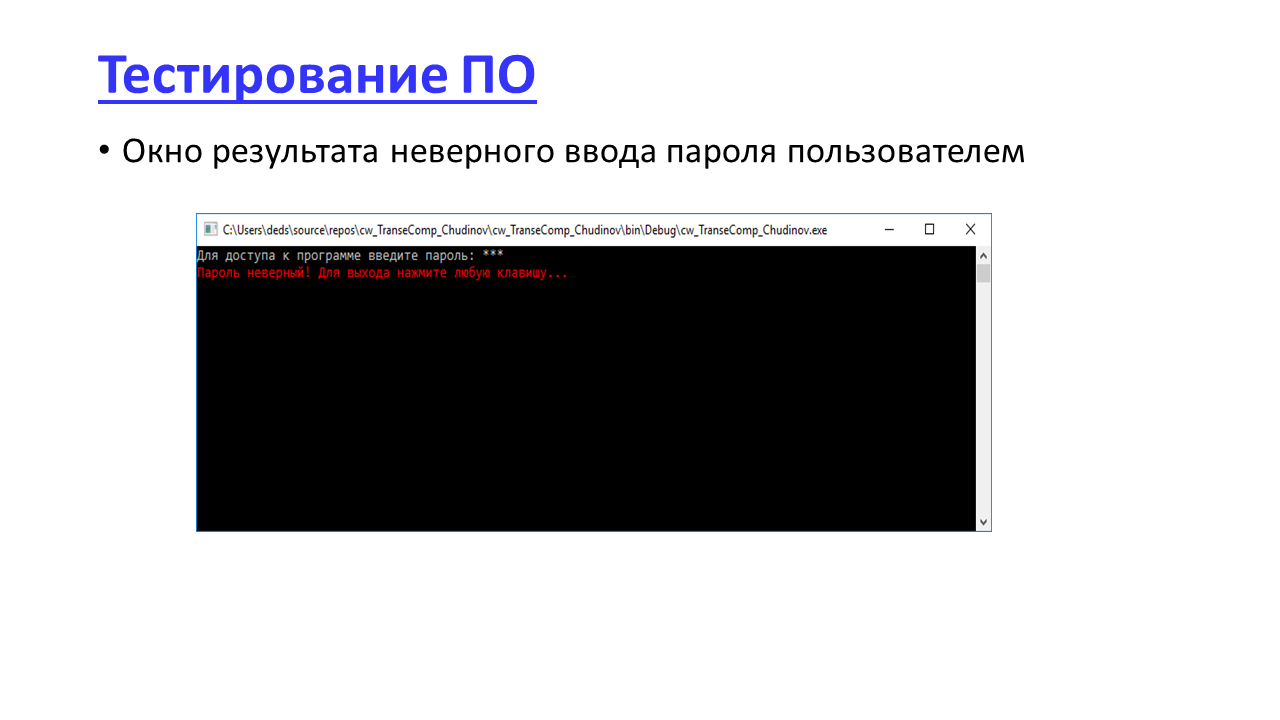 Тестирование ПО
• Окно результата неверного ввода пароля пользователем
C:\Users\deds\source\repos\cw_TranseComp_Chudinov\cw_TranseComp_Chudinov\bin\Debug\cw_TranseComp_Chudinov.exe
Для доступа к программе введите пароль: ***
Пароль неверный! Для выхода нажмите любую клавишу...